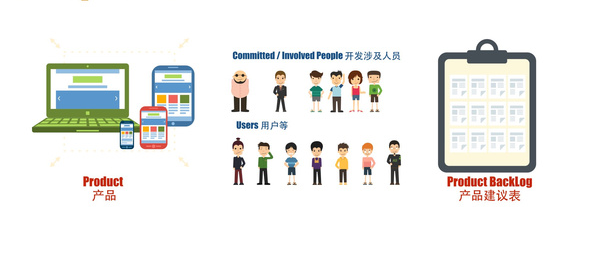 Committed / Involved People 开发涉及人员
Users 用户等
Product
产品
Product BackLog
产品建议表